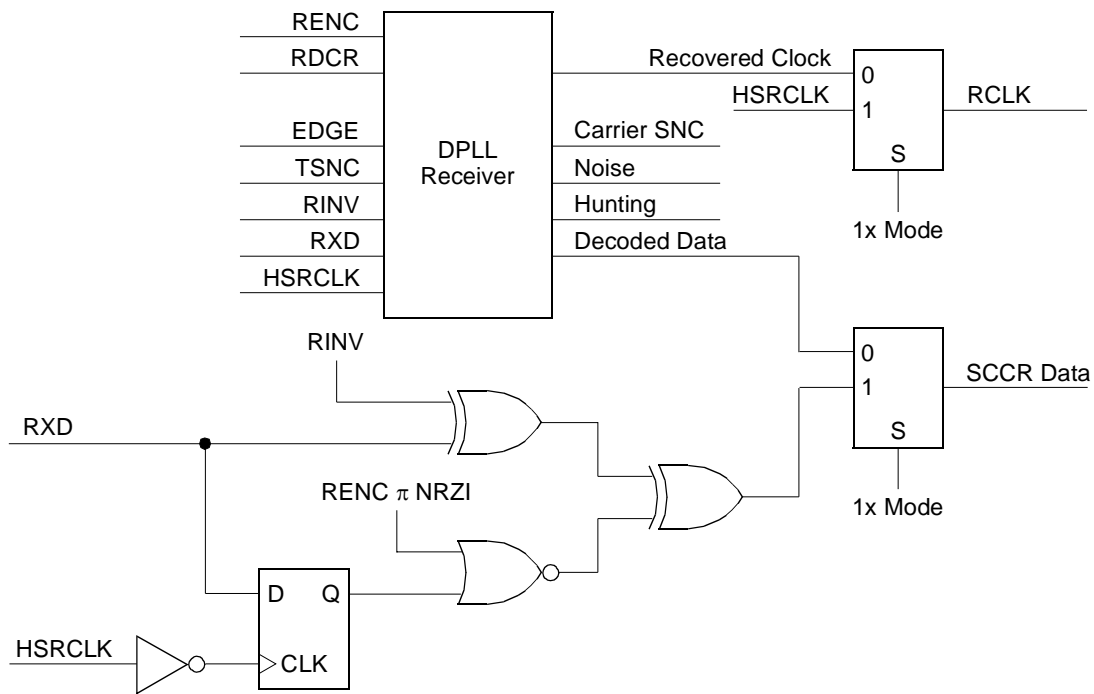 RENC
RDCR
EDGE
TSNC
RINV
RXD
HSRCLK
DPLL
Receiver
Recovered Clock
Carrier SNC
Noise
Hunting
Decoded Data
HSRCLK
0
1
S
RCLK
1x Mode
RINV
RXD
RENC π NRZI
0
1
S
SCCR Data
1x Mode
D
Q
CLK
HSRCLK